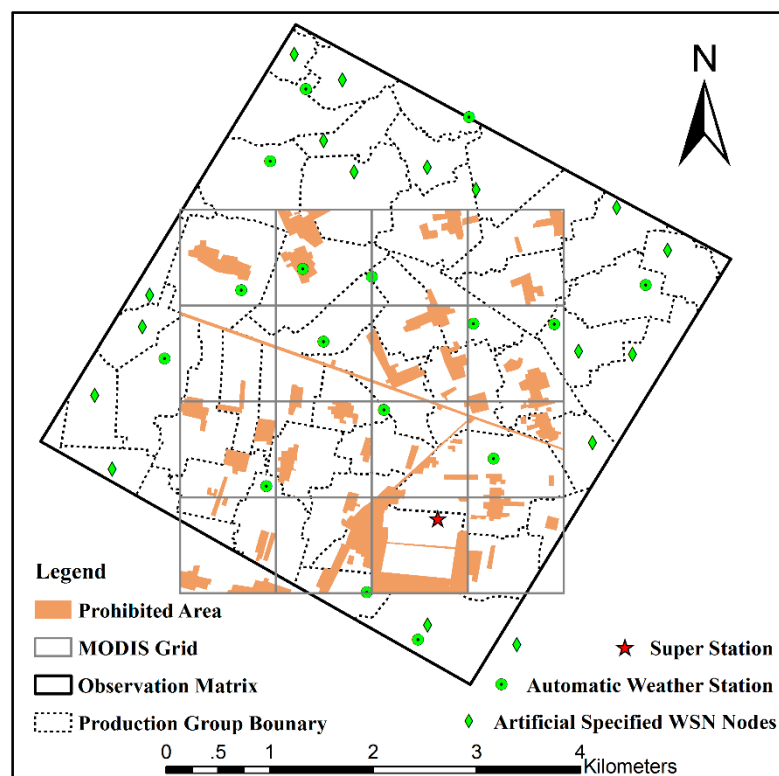 N
Legend
Prohibited Area
MODIS Grid
Observation Matrix
Production Group Bounary
Super Station
Automatic Weather Station
Artificial Specified WSN Nodes
0 .5 1 2 3 4
Kilometers